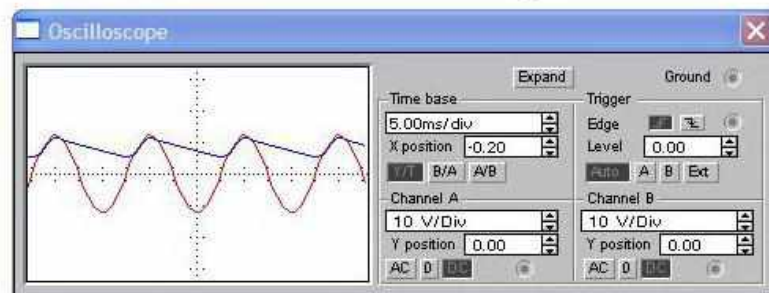 Oscilloscope
Expand
Ground
Time base
5.00ms/div
X position -0.20
Y/T B/A A/B
Trigger
Edge
Level 0.00
Auto A B Ext
Channel A
10 V/Div
Y position 0.00
AC 0 DC
Channel B
10 V/Div
Y position 0.00
AC 0 DC